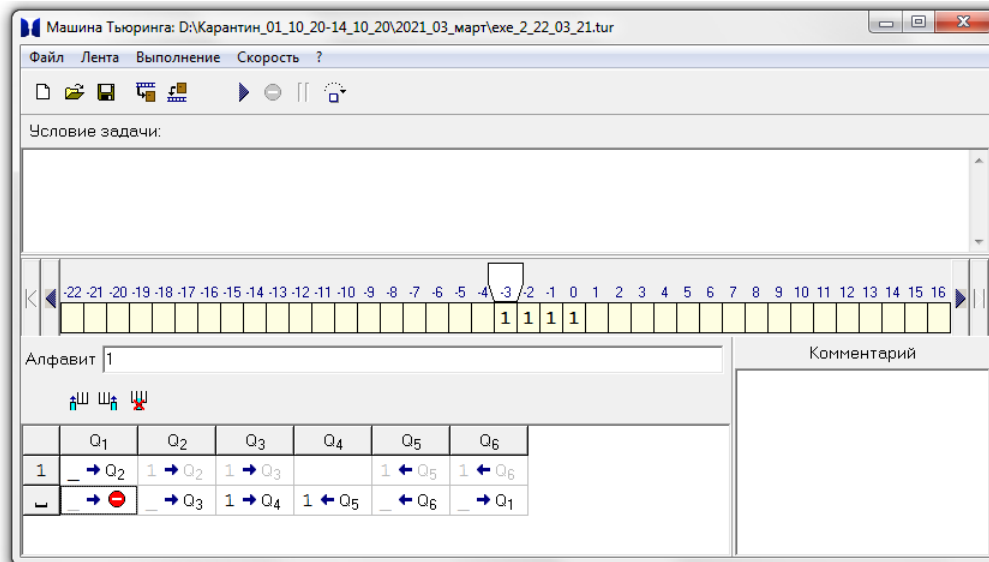 Машина Тьюринга: D:\Карантин_01_10_20-14_10_20\2021_03_март\exe_2_22_03_21.tur
Файл Лента Выполнение Скорость ?
Условие задачи:
-22 -21 -20 -19 -18 -17 -16 -15 -14 -13 -12 -11 -10 -9 -8 -7 -6 -5 -4 -3 -2 -1 0 1 2 3 4 5 6 7 8 9 10 11 12 13 14 15 16
1 1 1 1
Алфавит 1
Комментарий
Q1 Q2 Q3 Q4 Q5 Q6
1 _ → Q2 1 → Q2 1 → Q3 1 ← Q5 1 ← Q6
_ → _ → Q3 1 → Q4 1 ← Q5 _ ← Q6 _ → Q1